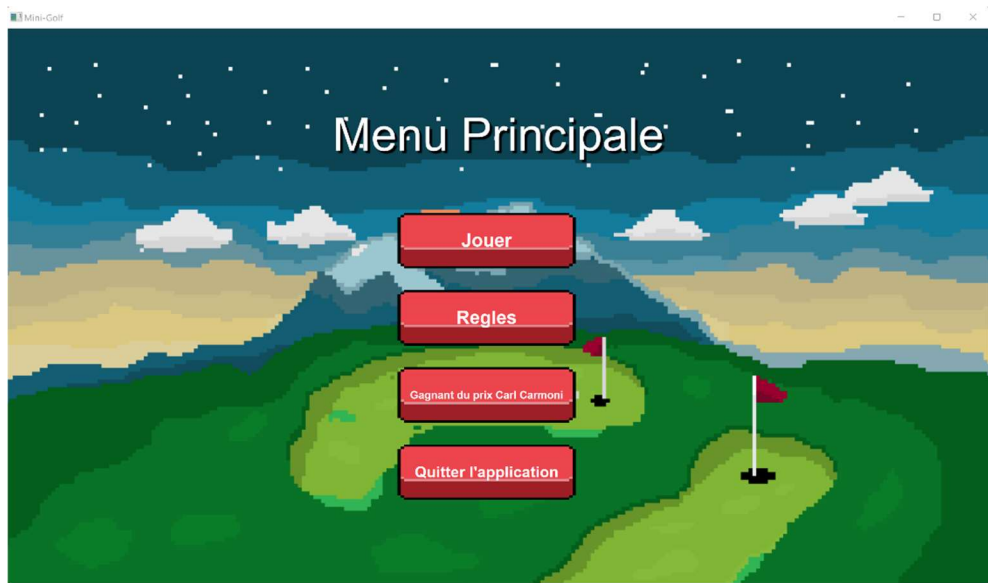 Mini-Golf
Menu Principale
Jouer
Regles
Gagnant du prix Carl Carmoni
Quitter l'application